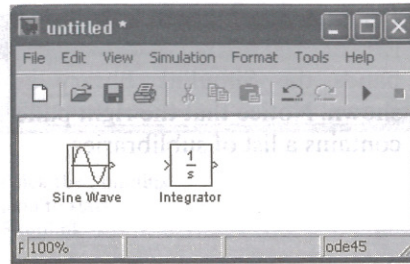 untitled *
File Edit View Simulation Format Tools Help
1
s
Sine Wave Integrator
F 100% ode45